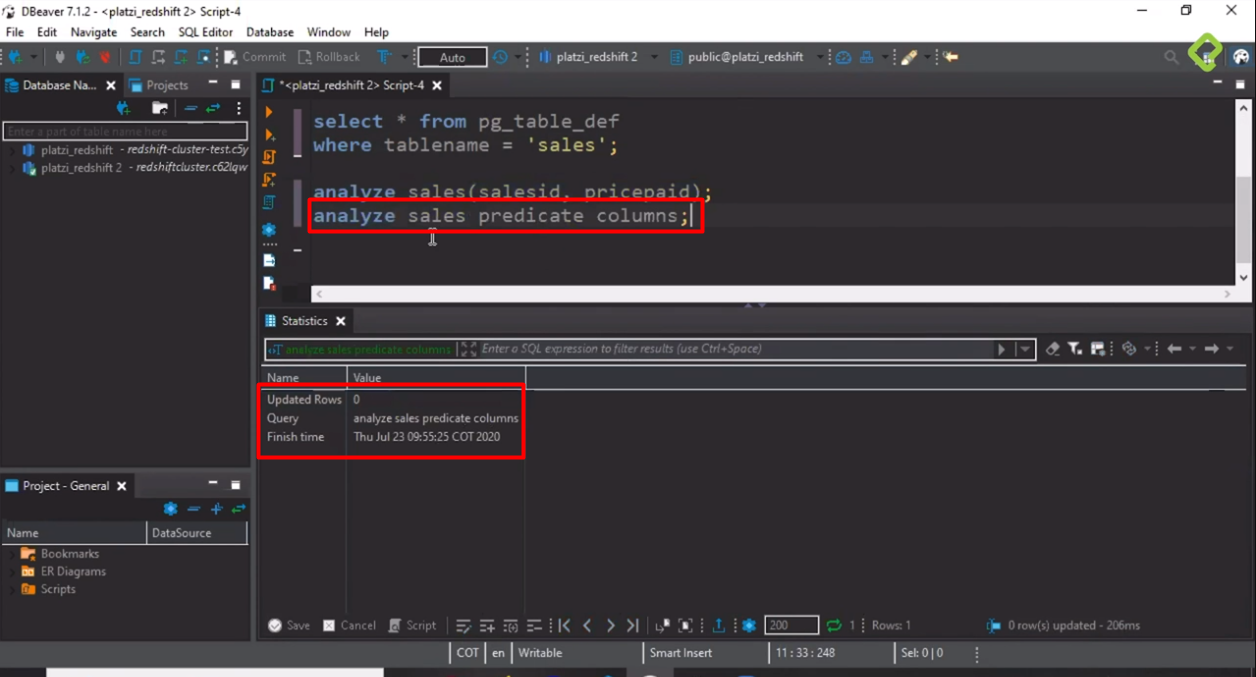 DBeaver 7.1.2 - <platzi_redshift 2> Script-4
File Edit Navigate Search SQL Editor Database Window Help
Commit Rollback Auto platzi_redshift 2 public@platzi_redshift
Database Na... Projects
Enter a part of table name here
platzi_redshift - redshift-cluster-test.c5y
platzi_redshift 2 - redshiftcluster.c62lqw
*<platzi_redshift 2> Script-4
select * from pg_table_def
where tablename = 'sales';
analyze sales(salesid, pricepaid);
analyze sales predicate columns;
Statistics
analyze sales predicate columns Enter a SQL expression to filter results (use Ctrl+Space)
Name Value
Updated Rows 0
Query analyze sales predicate columns
Finish time Thu Jul 23 09:55:25 COT 2020
Project - General
Name DataSource
Bookmarks
ER Diagrams
Scripts
Save Cancel Script 200 1 Rows: 1 0 row(s) updated - 206ms
COT en Writable Smart Insert 11 : 33 : 248 Sel: 0 | 0